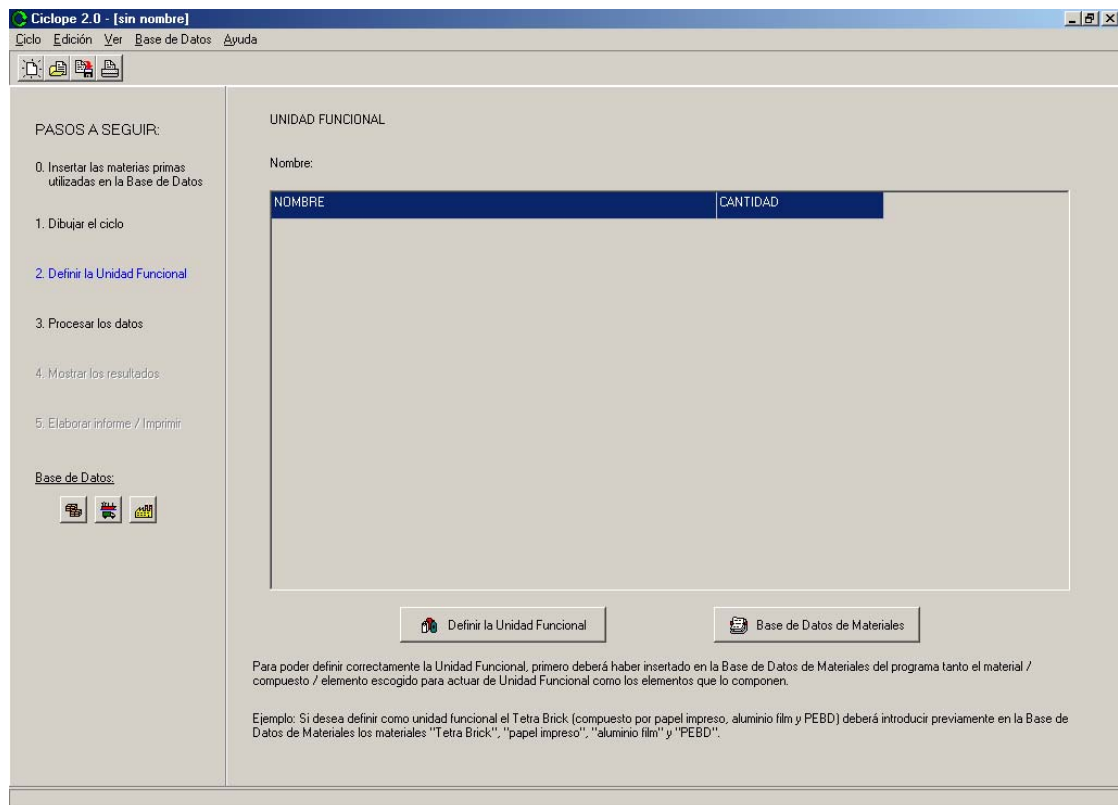 Ciclope 2.0 - [sin nombre]
Ciclo Edición Ver Base de Datos Ayuda
PASOS A SEGUIR:
0. Insertar las materias primas
utilizadas en la Base de Datos
1. Dibujar el ciclo
2. Definir la Unidad Funcional
3. Procesar los datos
4. Mostrar los resultados
5. Elaborar informe / Imprimir
Base de Datos:
UNIDAD FUNCIONAL
Nombre:
NOMBRE CANTIDAD
Definir la Unidad Funcional Base de Datos de Materiales
Para poder definir correctamente la Unidad Funcional, primero deberá haber insertado en la Base de Datos de Materiales del programa tanto el material /
compuesto / elemento escogido para actuar de Unidad Funcional como los elementos que lo componen.
Ejemplo: Si desea definir como unidad funcional el Tetra Brick (compuesto por papel impreso, aluminio film y PEBD) deberá introducir previamente en la Base de
Datos de Materiales los materiales "Tetra Brick", "papel impreso", "aluminio film" y "PEBD".